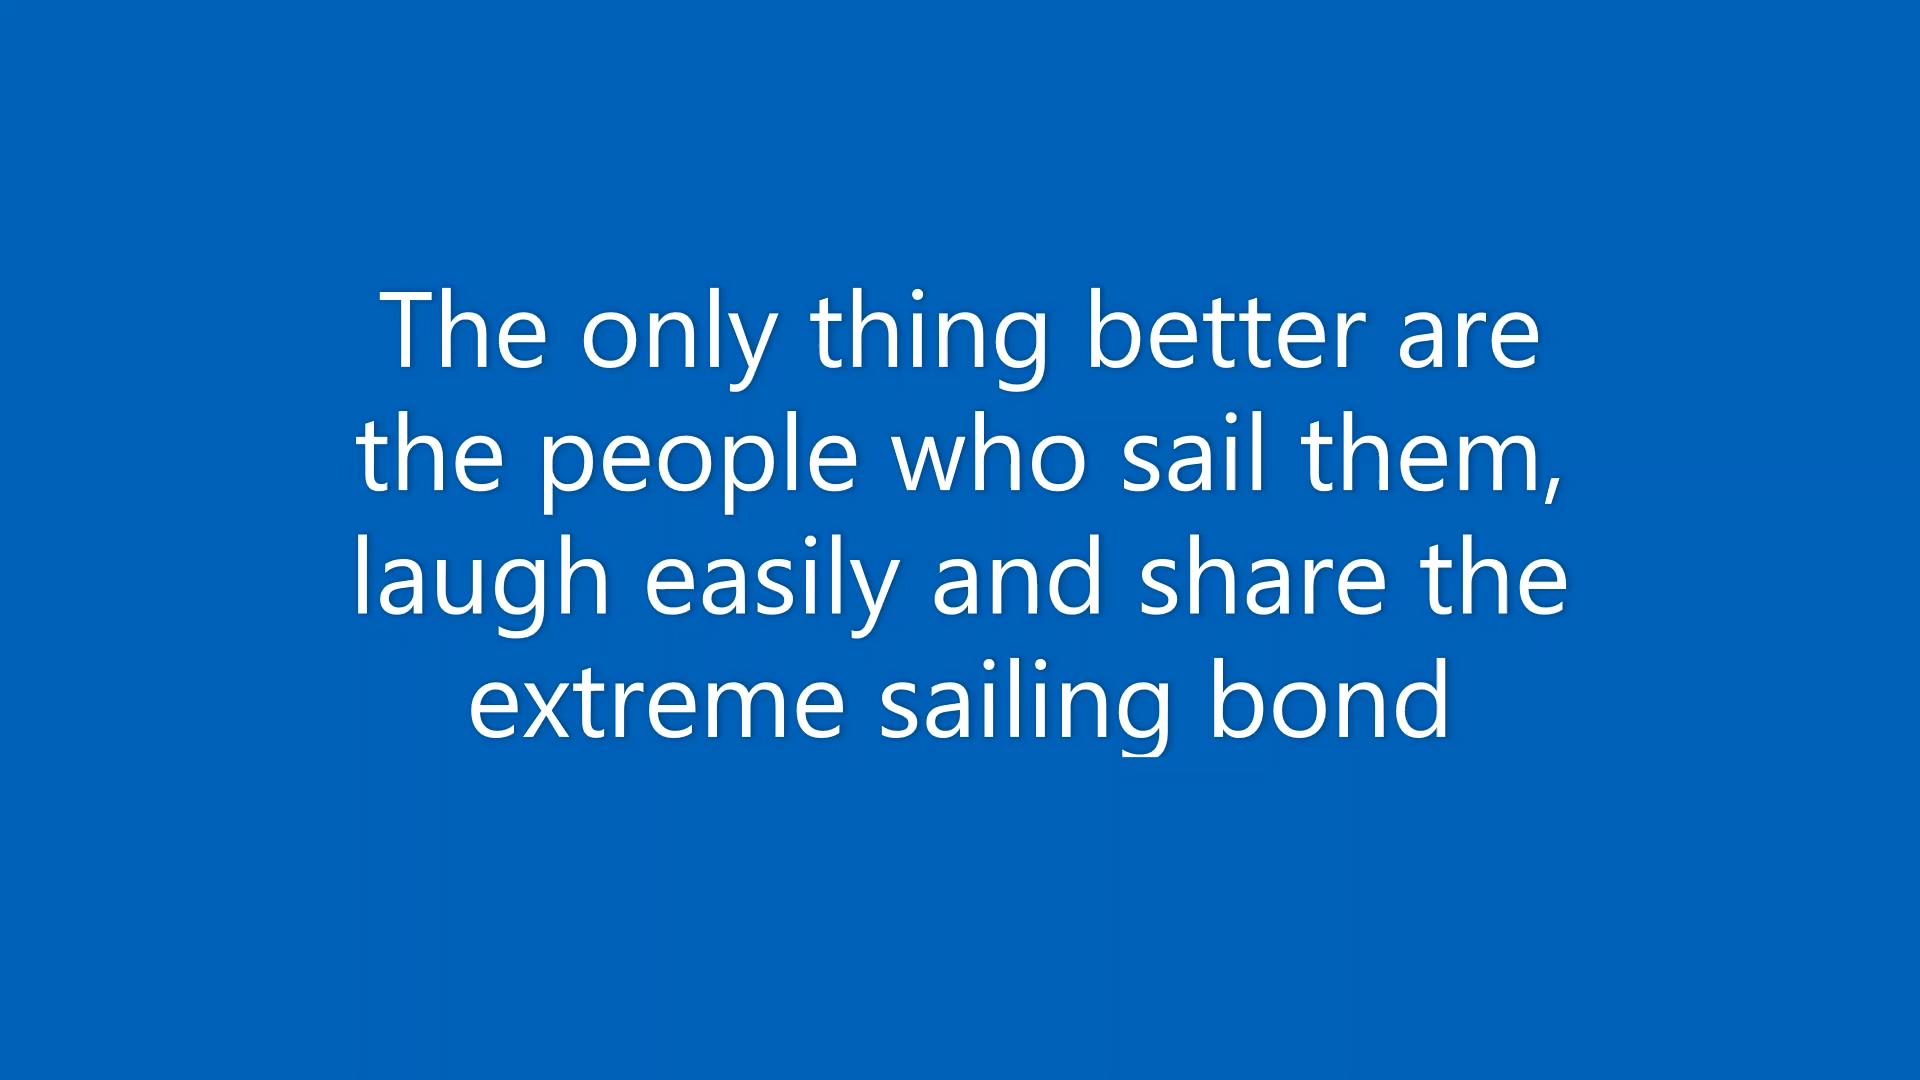 The only thing better are
the people who sail them,
laugh easily and share the
extreme sailing bond